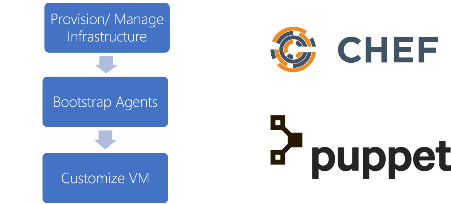 Provision/ Manage
Infrastructure
Bootstrap Agents
Customize VM
CHEF
puppet